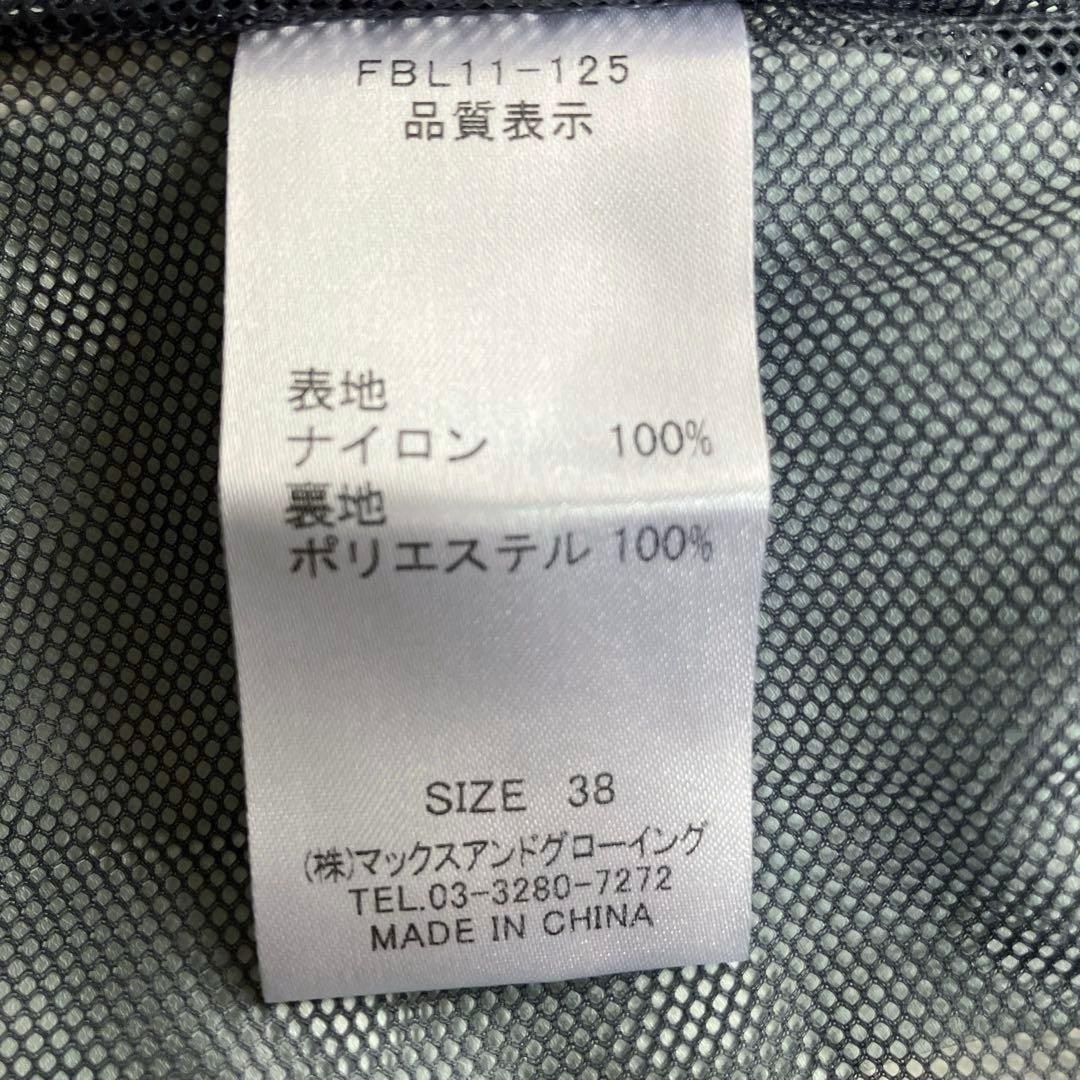 FBL11-125
品質表示
表地
ナイロン 100%
裏地
ポリエステル 100%
SIZE 38
(株)マックスアンドグローイング
TEL.03-3280-7272
MADE IN CHINA